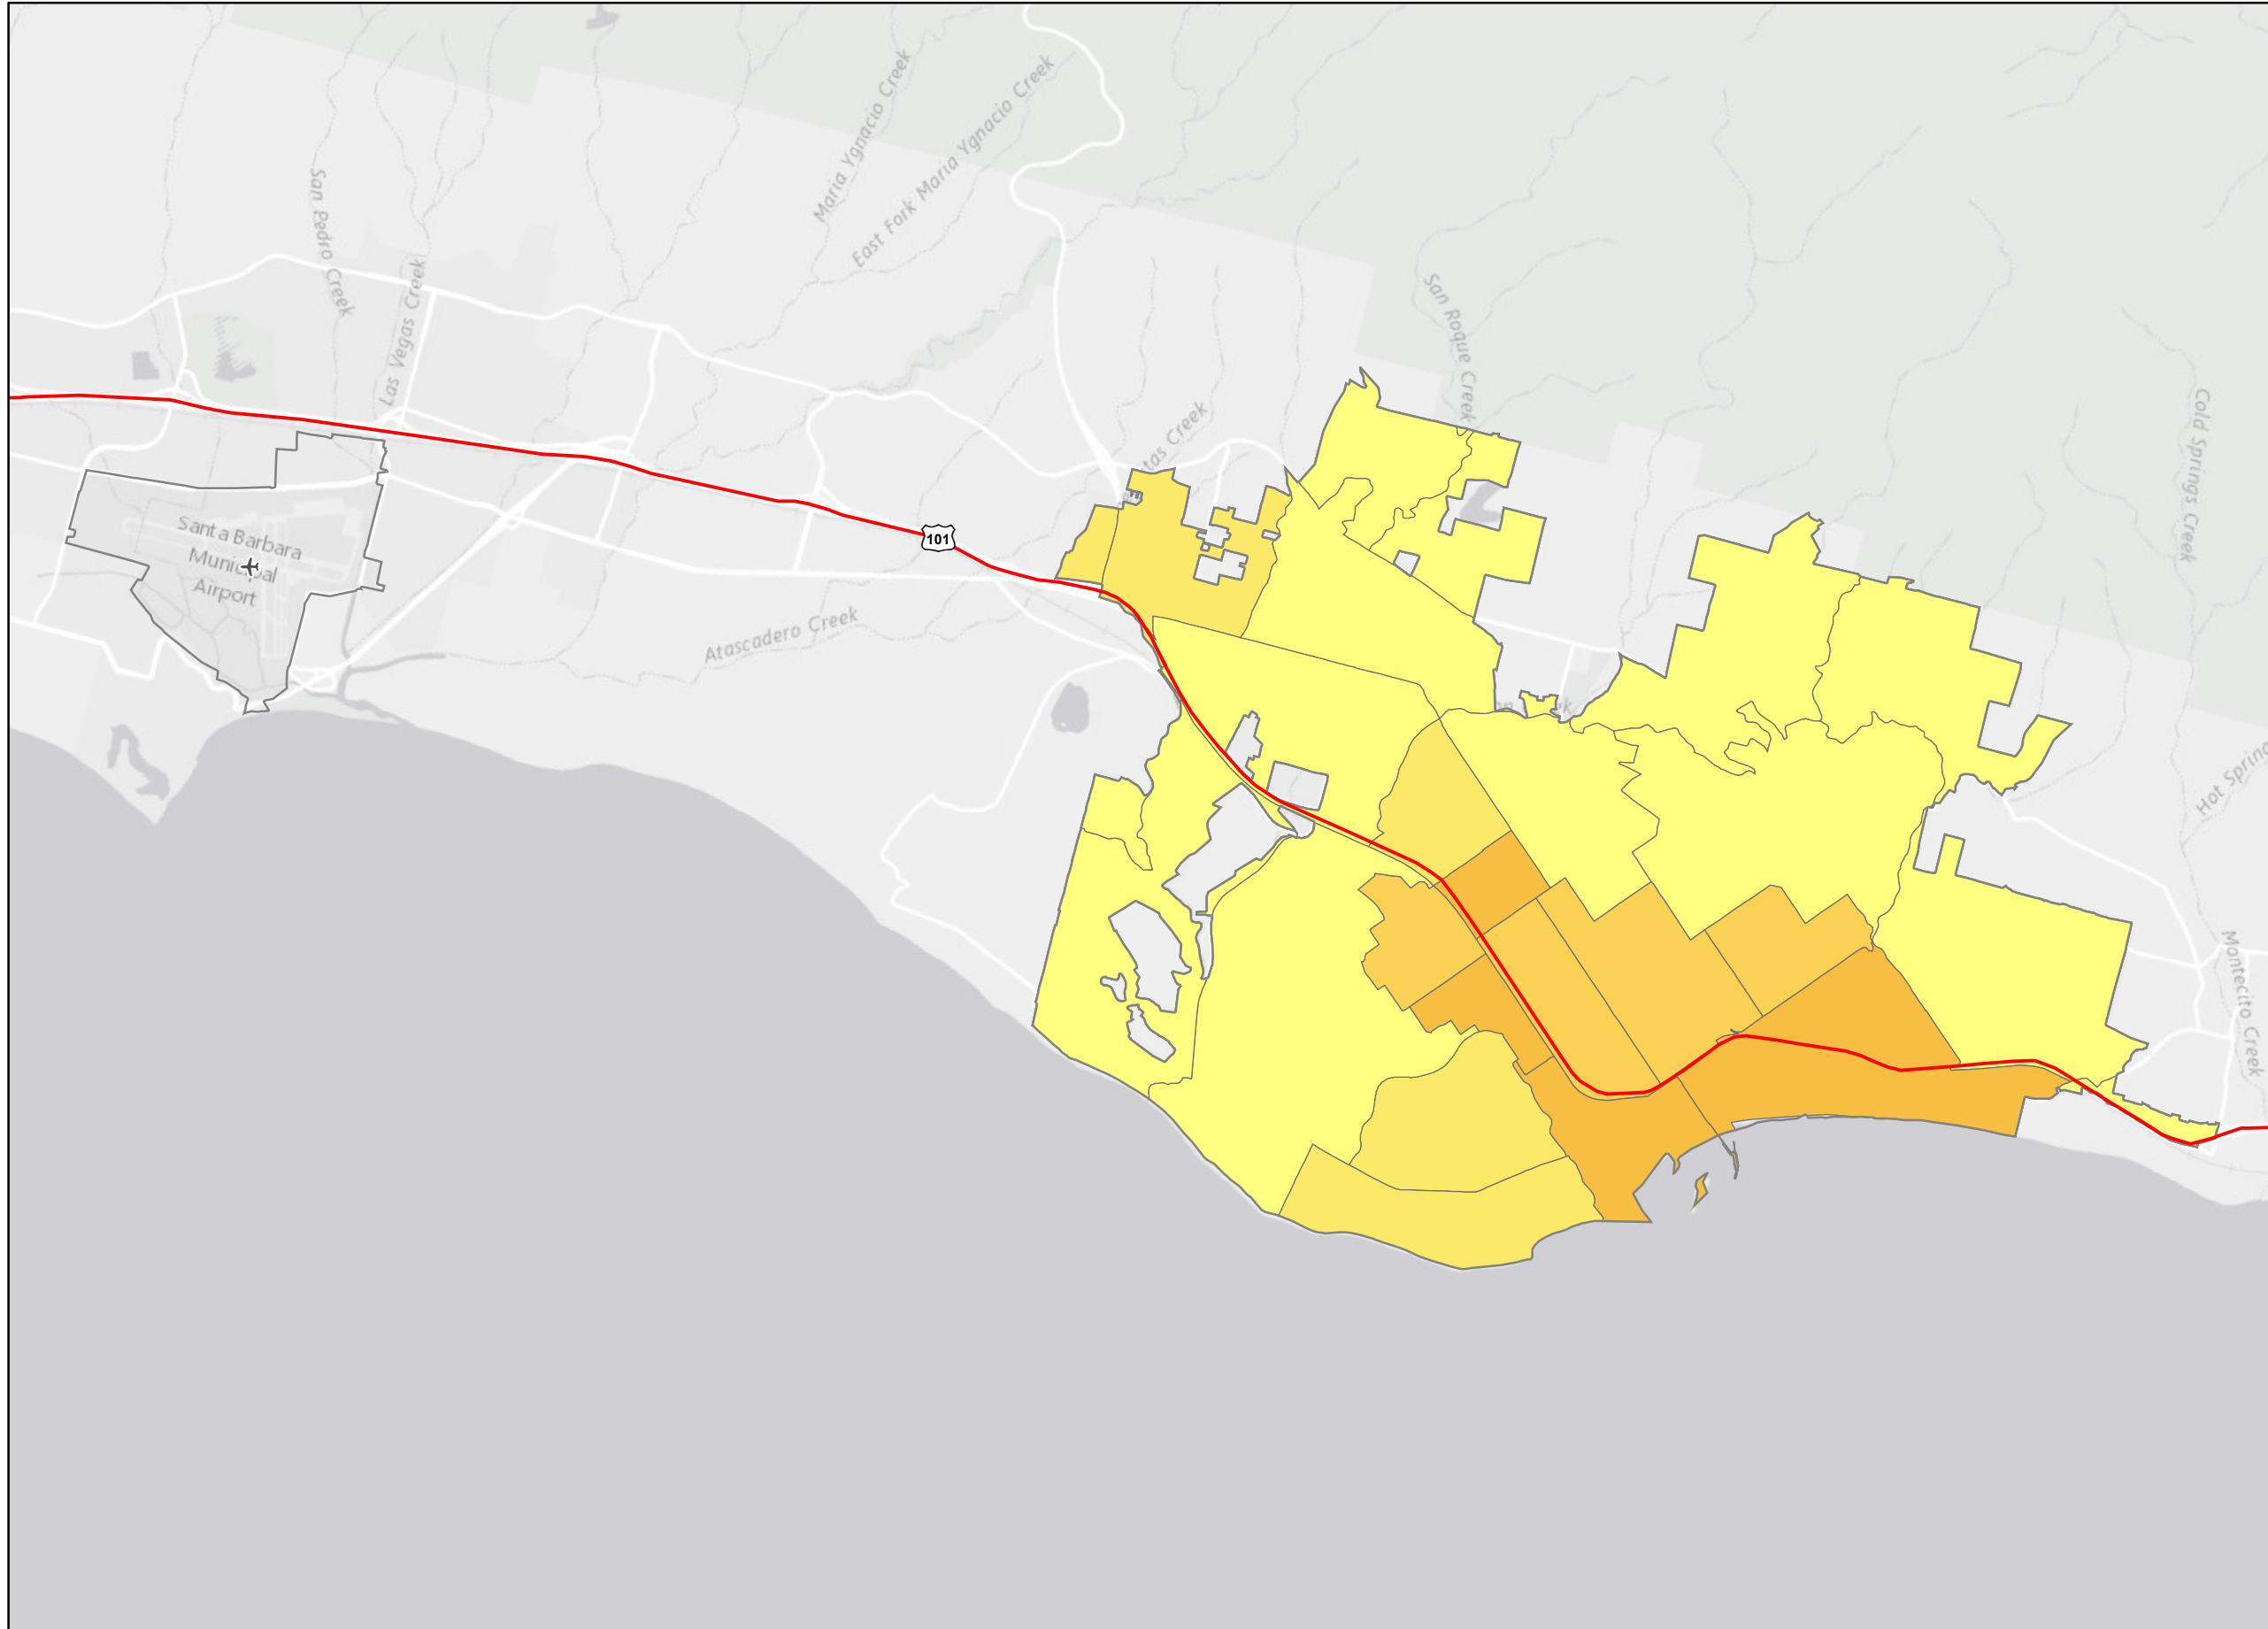 Maria Ygnacio Creek
East Fork Maria Ygnacio Creek
San Pedro Creek
Las Vegas Creek
San Roque Creek
Cold Springs Creek
Creek
101
Santa Barbara
Municipal
Airport
Atascadero Creek
Hot Spring
Montecito Creek